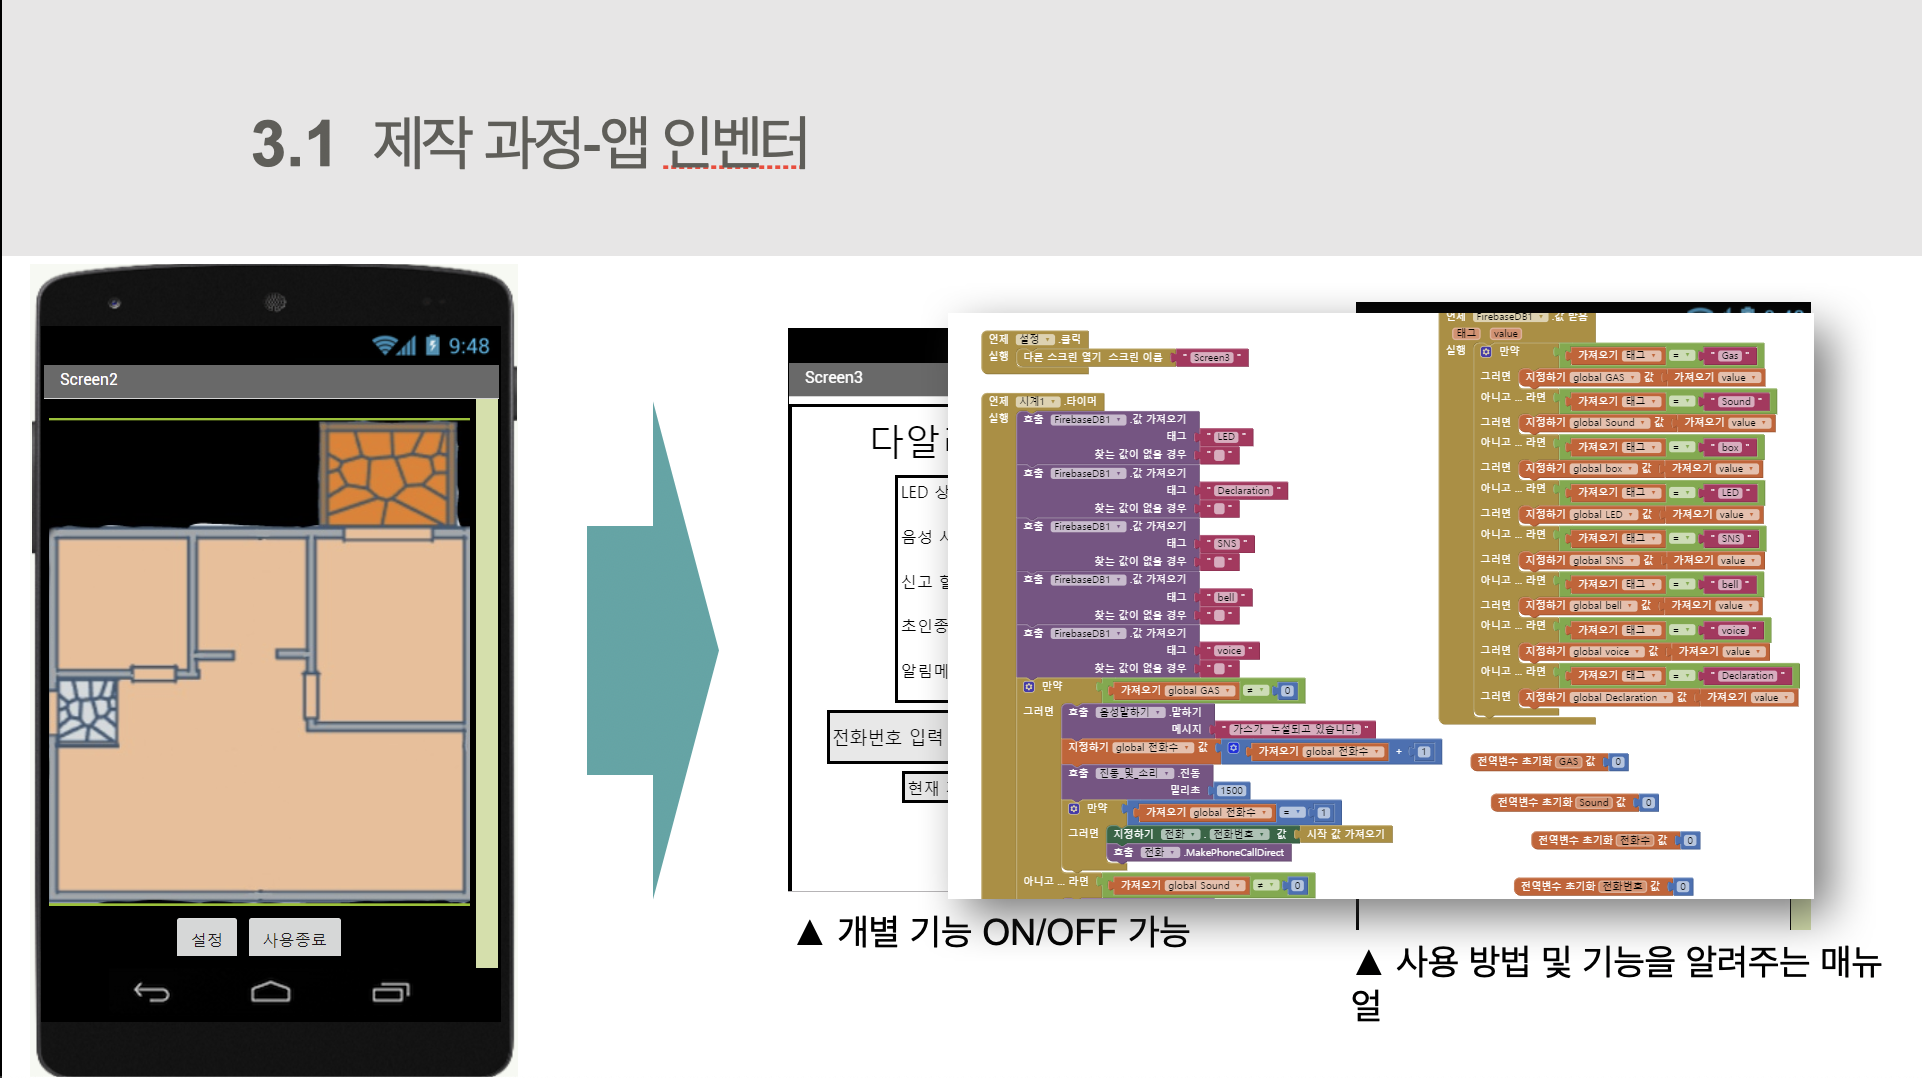 3.1 제작 과정-앱 인벤터
9:48
Screen2
설정
사용종료
Screen3
다알
LED 상
음성
신고
초인종
알림메
전화번호 입력
현재
▲ 개별 기능 ON/OFF 가능
언제 설정 .클릭
실행 다른 스크린 열기 스크린 이름 " Screen3 "
언제 시계1 .타이머
실행 호출 FirebaseDB1 .값 가져오기
태그 " LED "
찾는 값이 없을 경우 " "
호출 FirebaseDB1 .값 가져오기
태그 " Declaration "
찾는 값이 없을 경우 " "
호출 FirebaseDB1 .값 가져오기
태그 " SNS "
찾는 값이 없을 경우 " "
호출 FirebaseDB1 .값 가져오기
태그 " bell "
찾는 값이 없을 경우 " "
호출 FirebaseDB1 .값 가져오기
태그 " voice "
찾는 값이 없을 경우 " "
만약 가져오기 global GAS ≠ 0
그러면 호출 음성말하기 .말하기
메시지 " 가스가 누설되고 있습니다. "
지정하기 global 전화수 값 가져오기 global 전화수 + 1
호출 진동_및_소리 .진동
밀리초 1500
만약 가져오기 global 전화수 = 1
그러면 지정하기 전화 . 전화번호 값 시작 값 가져오기
호출 전화 .MakePhoneCallDirect
아니고 ... 라면 가져오기 global Sound ≠ 0
언제 FirebaseDB1 .값 받음
태그 value
실행 만약 가져오기 태그 = " Gas "
그러면 지정하기 global GAS 값 가져오기 value
아니고 ... 라면 가져오기 태그 = " Sound "
그러면 지정하기 global Sound 값 가져오기 value
아니고 ... 라면 가져오기 태그 = " box "
그러면 지정하기 global box 값 가져오기 value
아니고 ... 라면 가져오기 태그 = " LED "
그러면 지정하기 global LED 값 가져오기 value
아니고 ... 라면 가져오기 태그 = " SNS "
그러면 지정하기 global SNS 값 가져오기 value
아니고 ... 라면 가져오기 태그 = " bell "
그러면 지정하기 global bell 값 가져오기 value
아니고 ... 라면 가져오기 태그 = " voice "
그러면 지정하기 global voice 값 가져오기 value
아니고 ... 라면 가져오기 태그 = " Declaration "
그러면 지정하기 global Declaration 값 가져오기 value
전역변수 초기화 GAS 값 0
전역변수 초기화 Sound 값 0
전역변수 초기화 전화수 값 0
전역변수 초기화 전화번호 값 0
▲ 사용 방법 및 기능을 알려주는 매뉴
얼